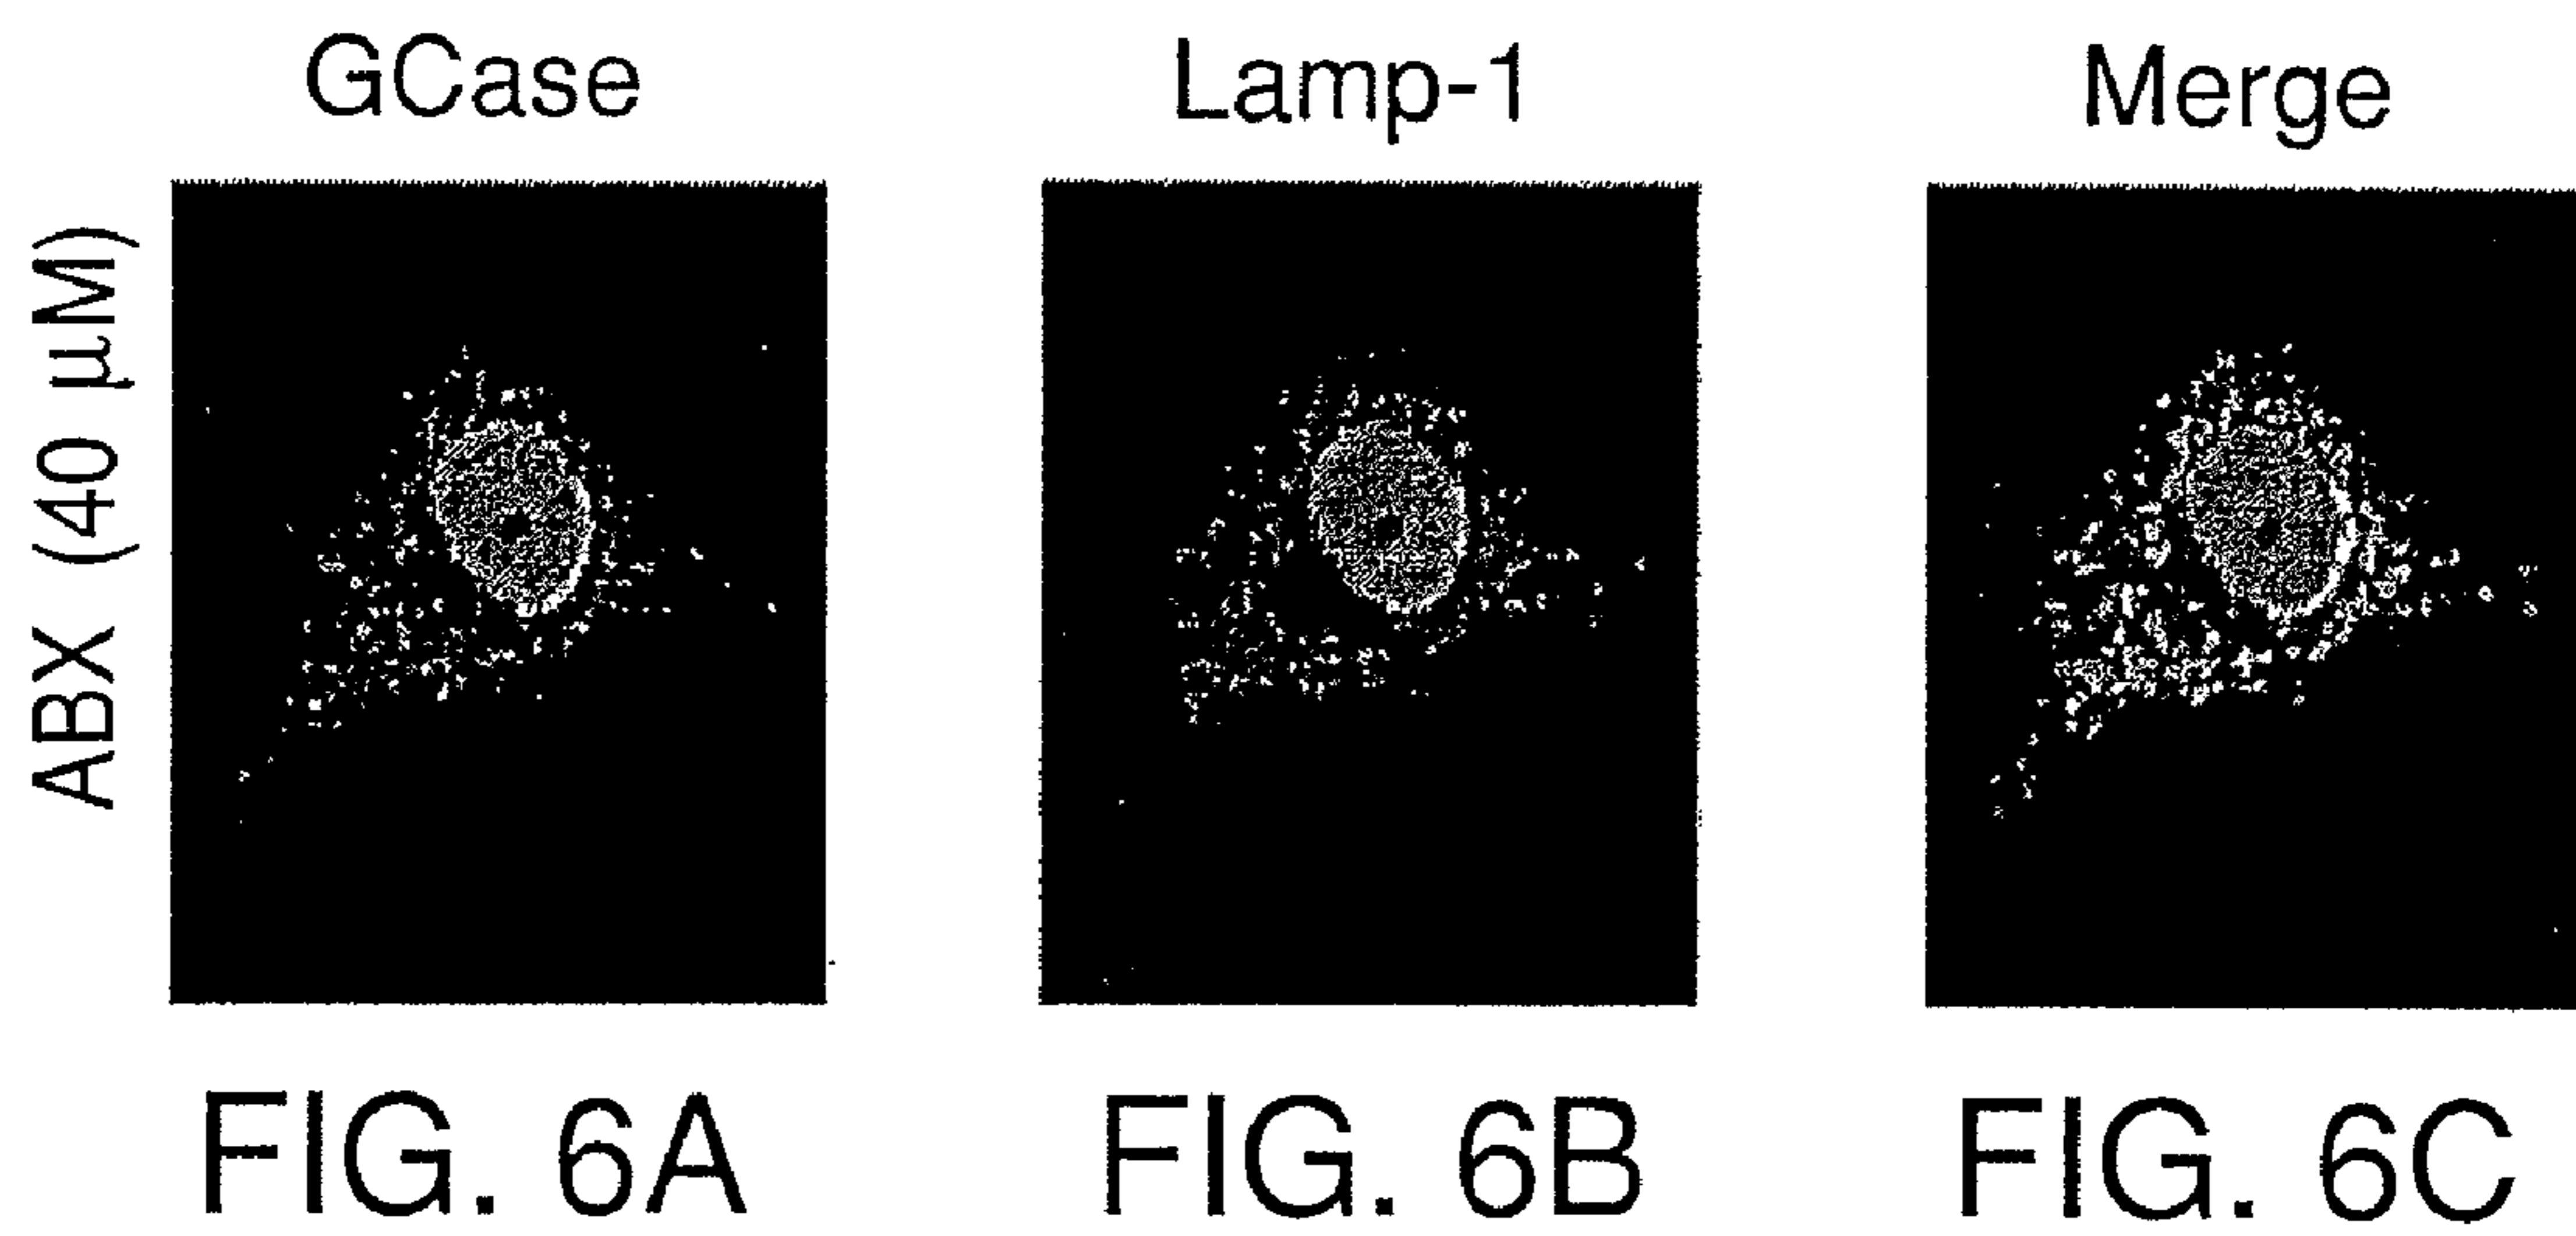 GCase
Lamp-1
Merge
ABX (40 µM)
FIG. 6A
FIG. 6B
FIG. 6C